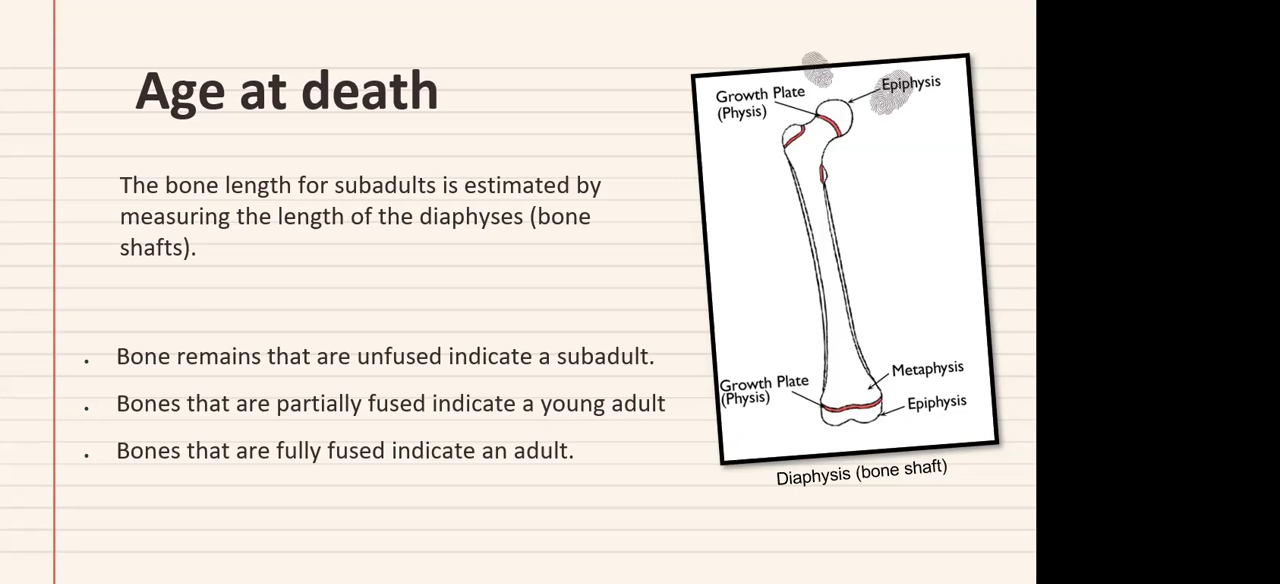 Age at death
The bone length for subadults is estimated by
measuring the length of the diaphyses (bone
shafts).
. Bone remains that are unfused indicate a subadult.
. Bones that are partially fused indicate a young adult
. Bones that are fully fused indicate an adult.
Growth Plate
(Physis)
Epiphysis
Metaphysis
Growth Plate
(Physis)
Epiphysis
Diaphysis (bone shaft)